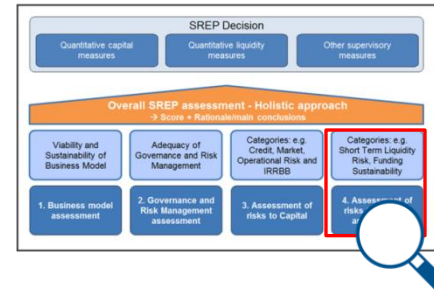 SREP Decision
Quantitative capital
measures
Quantitative liquidity
measures
Other supervisory
measures
Overall SREP assessment - Holistic approach
→ Score + Rationale/main conclusions
Viability and
Sustainability of
Business Model
Adequacy of
Governance and Risk
Management
Categories: e.g.
Credit, Market,
Operational Risk and
IRRBB
Categories: e.g.
Short Term Liquidity
Risk, Funding
Sustainability
1. Business model
assessment
2. Governance and
Risk Management
assessment
3. Assessment of
risks to Capital
4. Assessment of